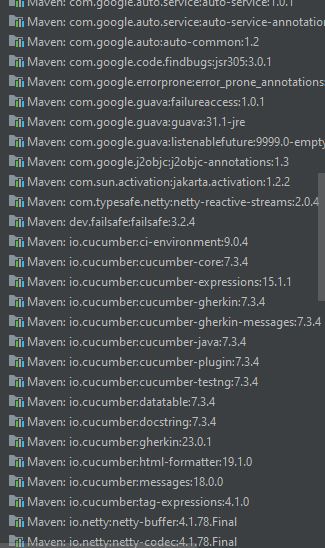 Maven: com.google.auto.service:auto-service:1.0.1
Maven: com.google.auto.service:auto-service-annotation
Maven: com.google.auto:auto-common:1.2
Maven: com.google.code.findbugs:jsr305:3.0.1
Maven: com.google.errorprone:error_prone_annotations:
Maven: com.google.guava:failureaccess:1.0.1
Maven: com.google.guava:guava:31.1-jre
Maven: com.google.guava:listenablefuture:9999.0-empty
Maven: com.google.j2objc:j2objc-annotations:1.3
Maven: com.sun.activation:jakarta.activation:1.2.2
Maven: com.typesafe.netty:netty-reactive-streams:2.0.4
Maven: dev.failsafe:failsafe:3.2.4
Maven: io.cucumber:ci-environment:9.0.4
Maven: io.cucumber:cucumber-core:7.3.4
Maven: io.cucumber:cucumber-expressions:15.1.1
Maven: io.cucumber:cucumber-gherkin:7.3.4
Maven: io.cucumber:cucumber-gherkin-messages:7.3.4
Maven: io.cucumber:cucumber-java:7.3.4
Maven: io.cucumber:cucumber-plugin:7.3.4
Maven: io.cucumber:cucumber-testng:7.3.4
Maven: io.cucumber:datatable:7.3.4
Maven: io.cucumber:docstring:7.3.4
Maven: io.cucumber:gherkin:23.0.1
Maven: io.cucumber:html-formatter:19.1.0
Maven: io.cucumber:messages:18.0.0
Maven: io.cucumber:tag-expressions:4.1.0
Maven: io.netty:netty-buffer:4.1.78.Final
Maven: io.netty:netty-codec:4.1.78.Final